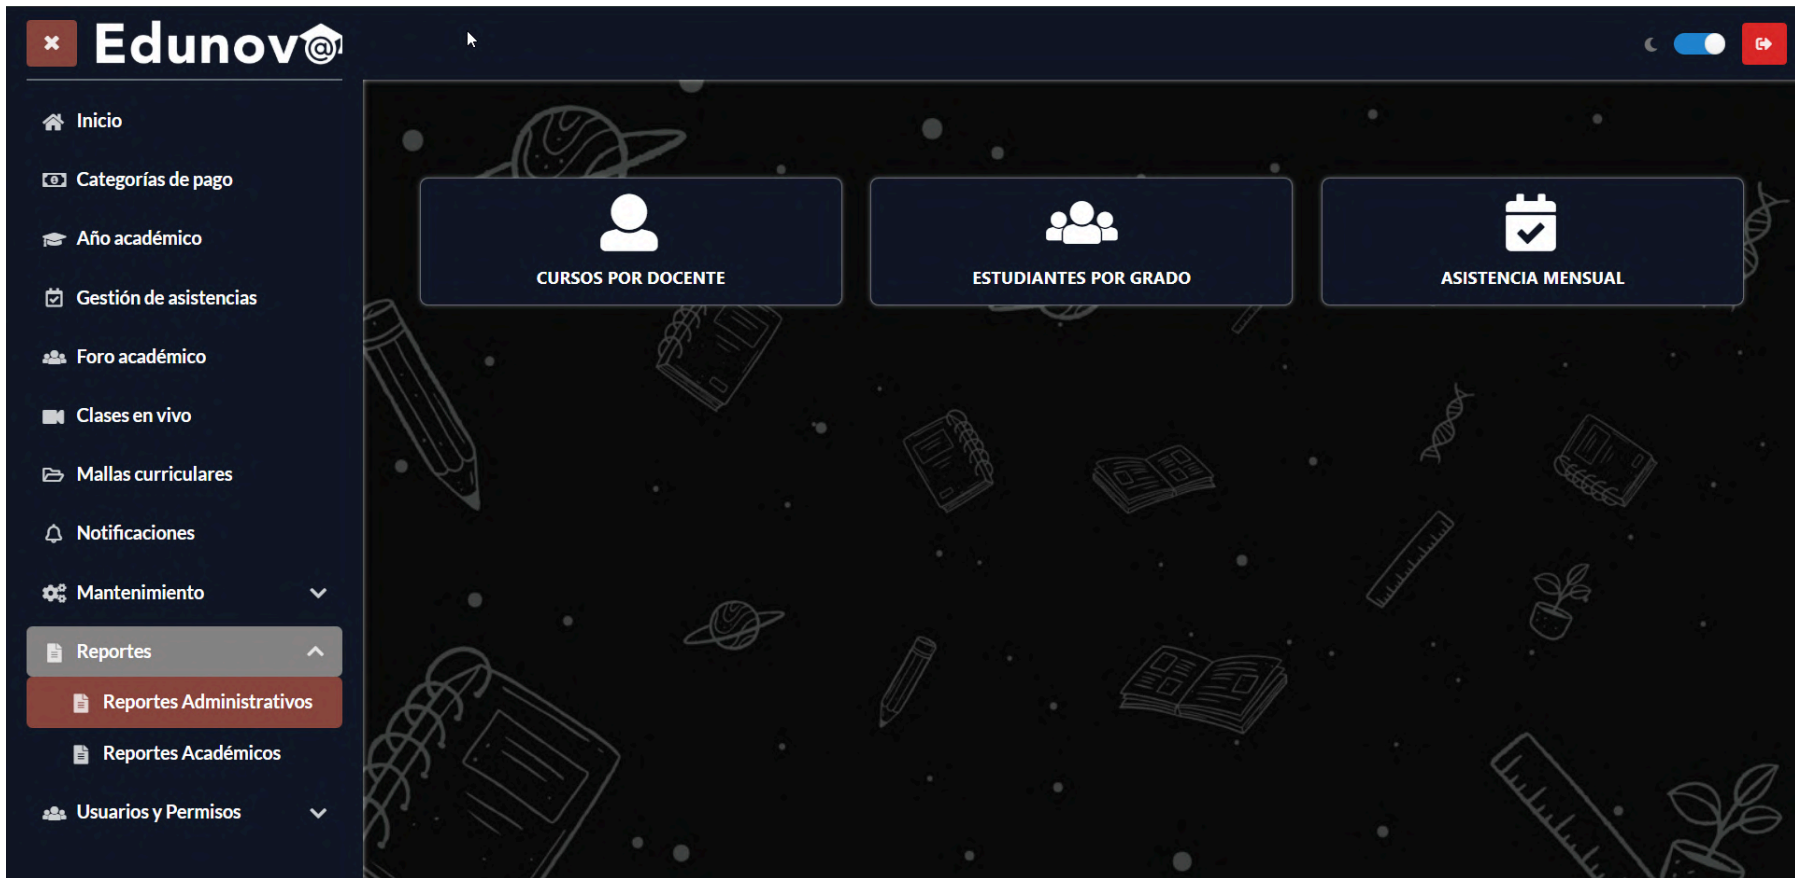 Edunov@
Inicio
Categorías de pago
Año académico
Gestión de asistencias
Foro académico
Clases en vivo
Mallas curriculares
Notificaciones
Mantenimiento
Reportes
Reportes Administrativos
Reportes Académicos
Usuarios y Permisos
CURSOS POR DOCENTE
ESTUDIANTES POR GRADO
ASISTENCIA MENSUAL